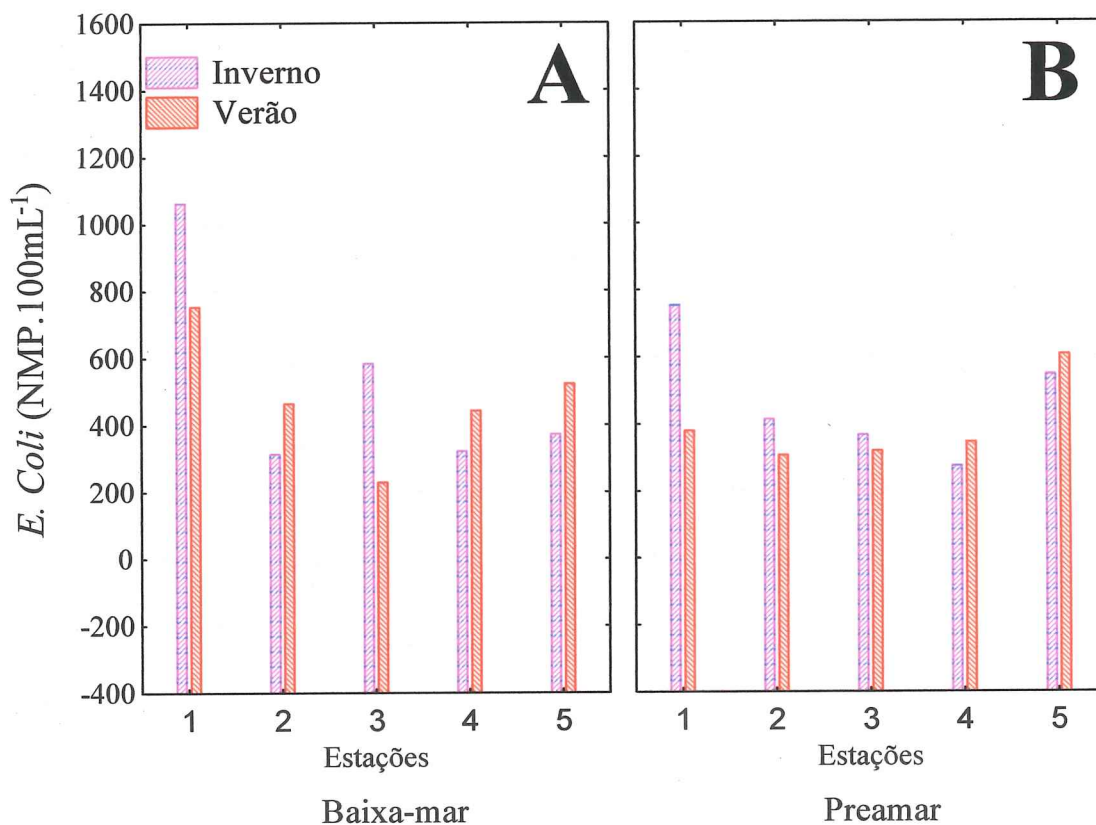 A
B
Inverno
Verão
E. Coli (NMP.100mL⁻¹)
1600
1400
1200
1000
800
600
400
200
0
-200
-400
1 2 3 4 5
1 2 3 4 5
Estações
Estações
Baixa-mar
Preamar